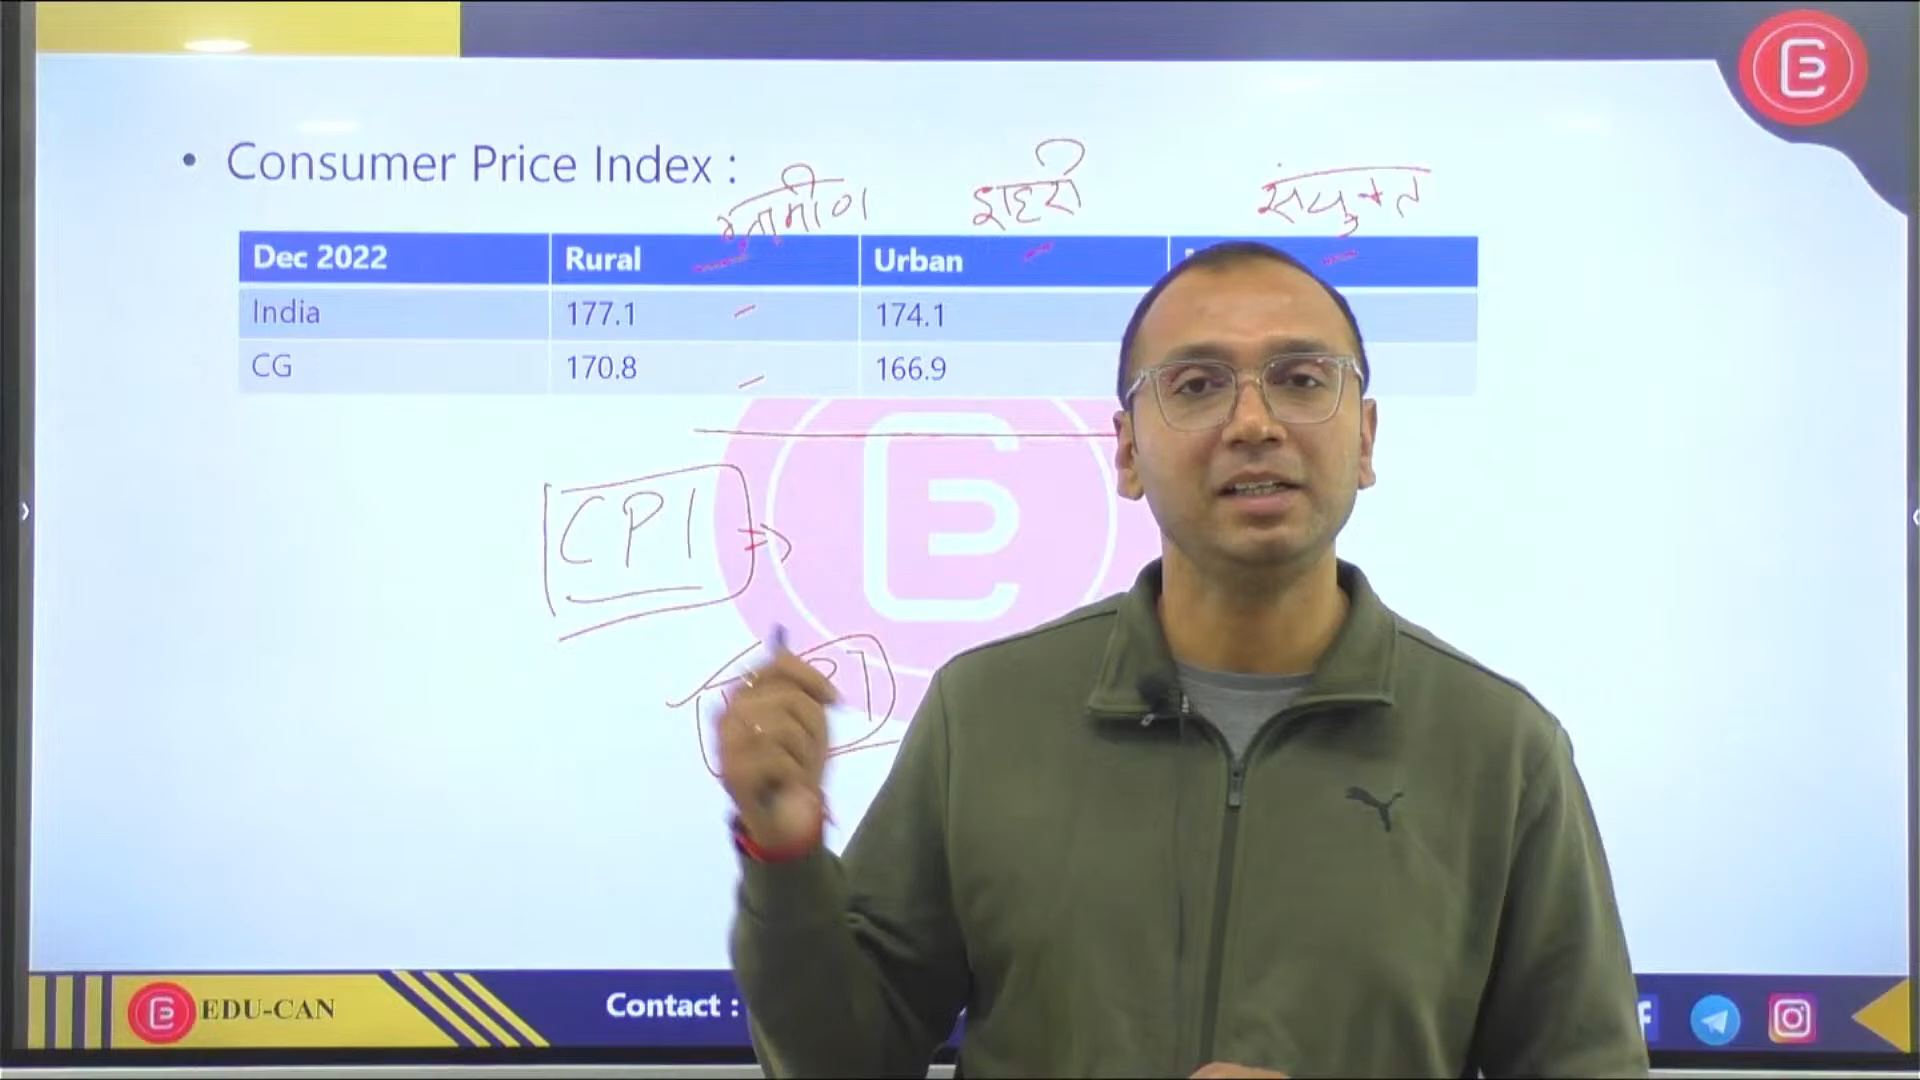 • Consumer Price Index :
ग्रामीण शहरी संयुक्त
Dec 2022 Rural Urban
India 177.1 174.1
CG 170.8 166.9
CPI
EDU-CAN Contact :